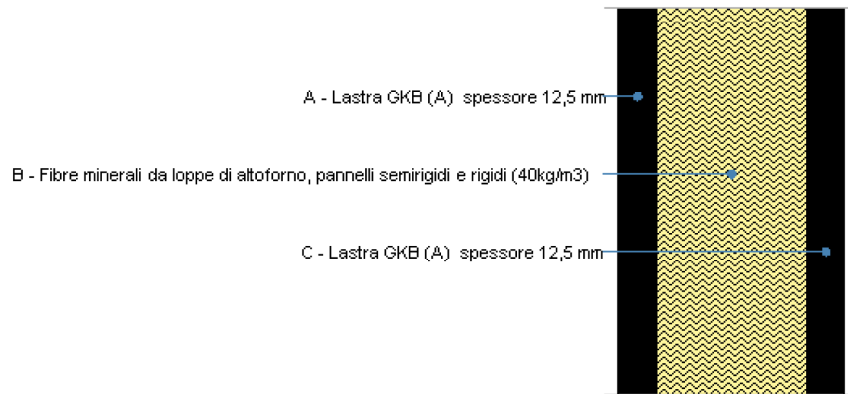 A - Lastra GKB (A)  spessore 12,5 mm
B - Fibre minerali da loppe di altoforno, pannelli semirigidi e rigidi (40kg/m3)
C - Lastra GKB (A)  spessore 12,5 mm